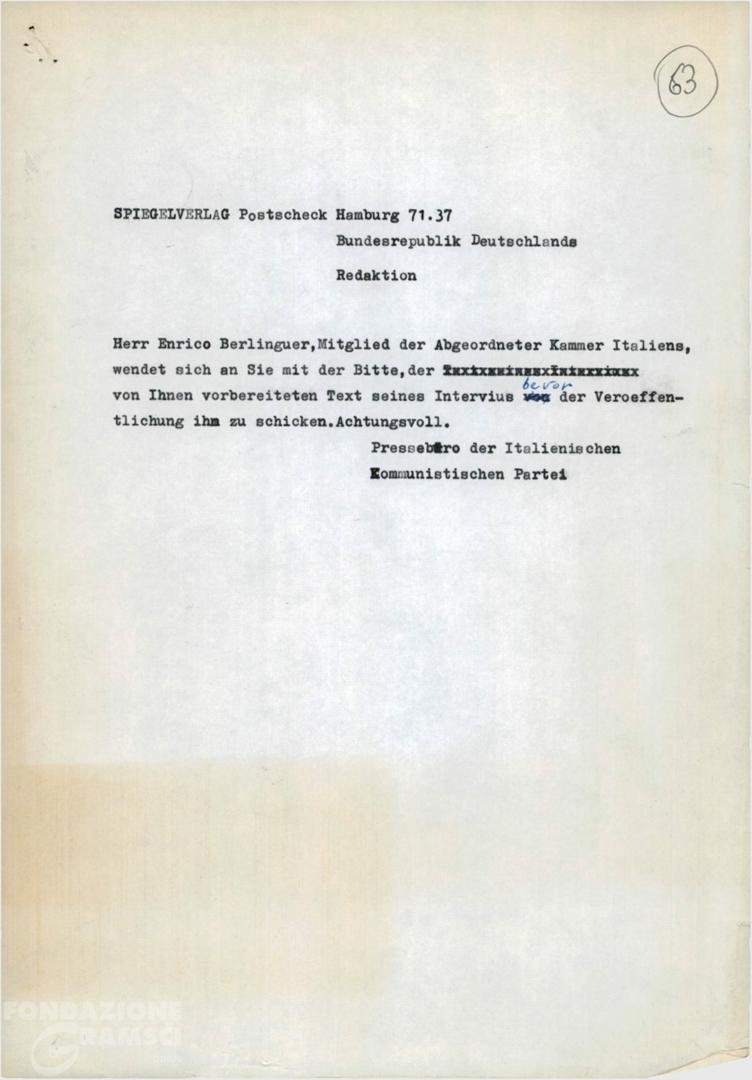 63
SPIEGELVERLAG Postscheck Hamburg 71.37
Bundesrepublik Deutschlands
Redaktion
Herr Enrico Berlinguer,Mitglied der Abgeordneter Kammer Italiens,
wendet sich an Sie mit der Bitte,der
bevor
von Ihnen vorbereiteten Text seines Intervius der Veroeffen-
tlichung ihm zu schicken.Achtungsvoll.
Pressebüro der Italienischen
Kommunistischen Partei
FONDAZIONE
GRAMSCI